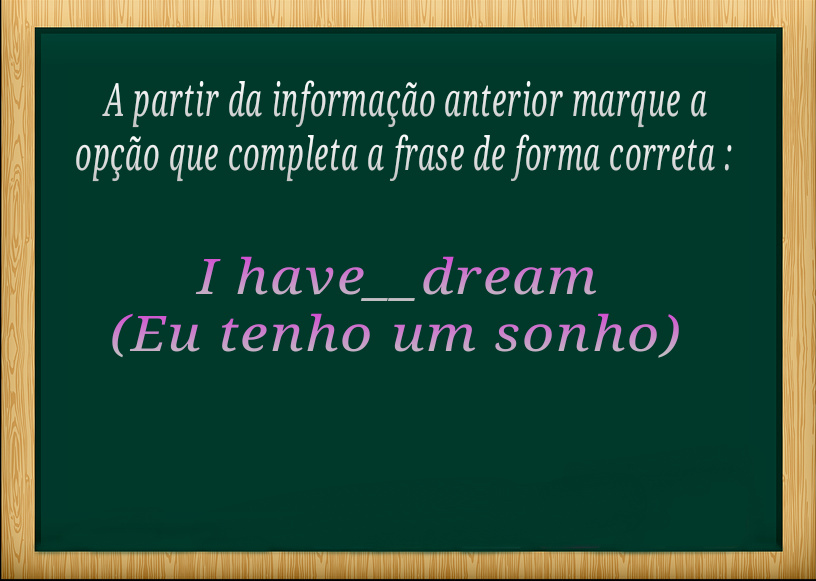 A partir da informação anterior marque a
opção que completa a frase de forma correta :
I have__dream
(Eu tenho um sonho)